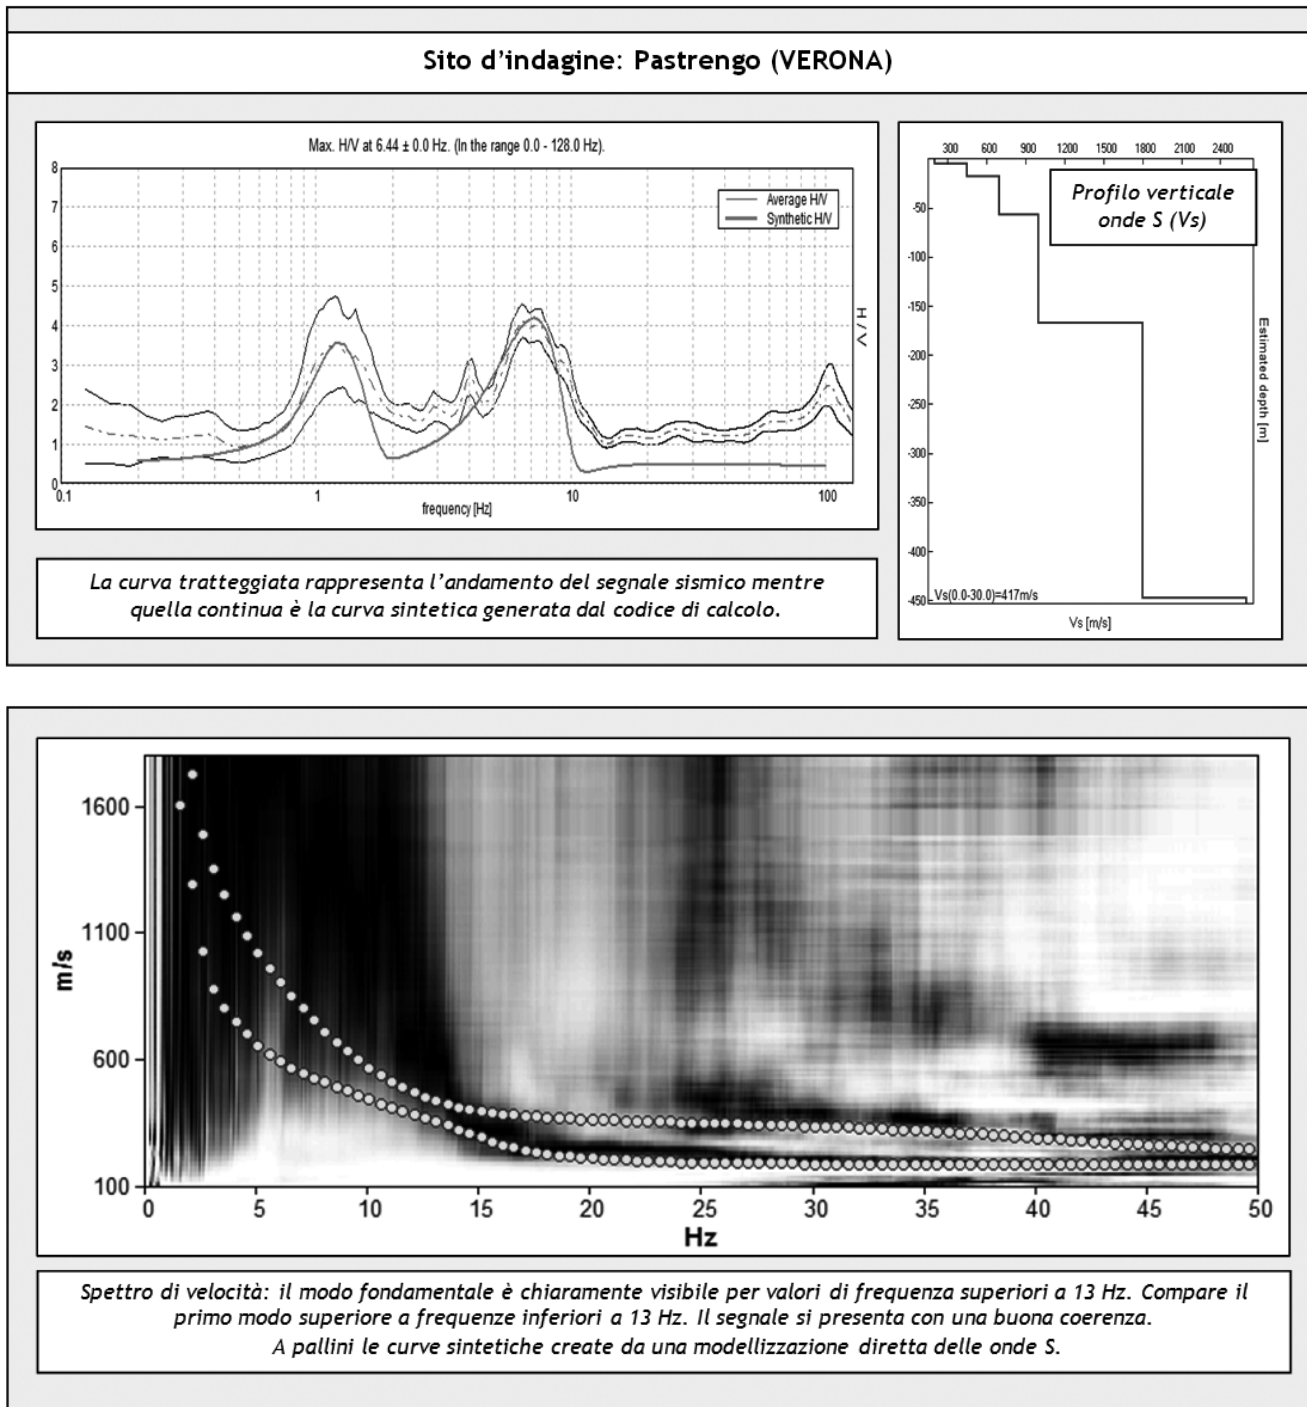 Sito d'indagine: Pastrengo (VERONA)
Max. H/V at 6.44 ± 0.0 Hz. (In the range 0.0 - 128.0 Hz).
8
7
6
5
4
3
2
1
0
Average H/V
Synthetic H/V
H / V
0.1
1
10
100
frequency [Hz]
La curva tratteggiata rappresenta l'andamento del segnale sismico mentre
quella continua è la curva sintetica generata dal codice di calcolo.
300 600 900 1200 1500 1800 2100 2400
Profilo verticale
onde S (Vs)
-50
-100
-150
-200
-250
-300
-350
-400
-450
Estimated depth [m]
Vs(0.0-30.0)=417m/s
Vs [m/s]
1600
1100
600
100
m/s
0 5 10 15 20 25 30 35 40 45 50
Hz
Spettro di velocità: il modo fondamentale è chiaramente visibile per valori di frequenza superiori a 13 Hz. Compare il
primo modo superiore a frequenze inferiori a 13 Hz. Il segnale si presenta con una buona coerenza.
A pallini le curve sintetiche create da una modellizzazione diretta delle onde S.